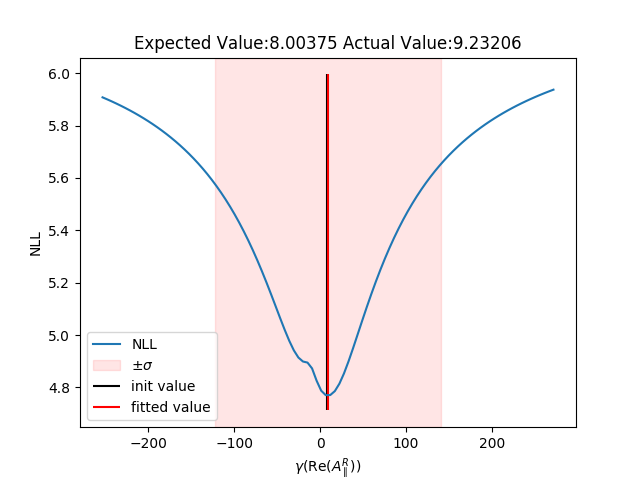 Expected Value:8.00375 Actual Value:9.23206
6.0
5.8
5.6
5.4
5.2
5.0
4.8
NLL
NLL
±σ
init value
fitted value
−200
−100
0
100
200
γ(Re(A∥ᴿ))